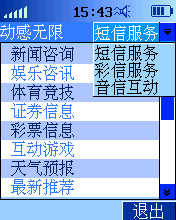 15:43
动感无限 短信服务
短信服务
彩信服务
音信互动
新闻咨询
娱乐咨讯
体育竞技
证券信息
彩票信息
互动游戏
天气预报
最新推荐
退出